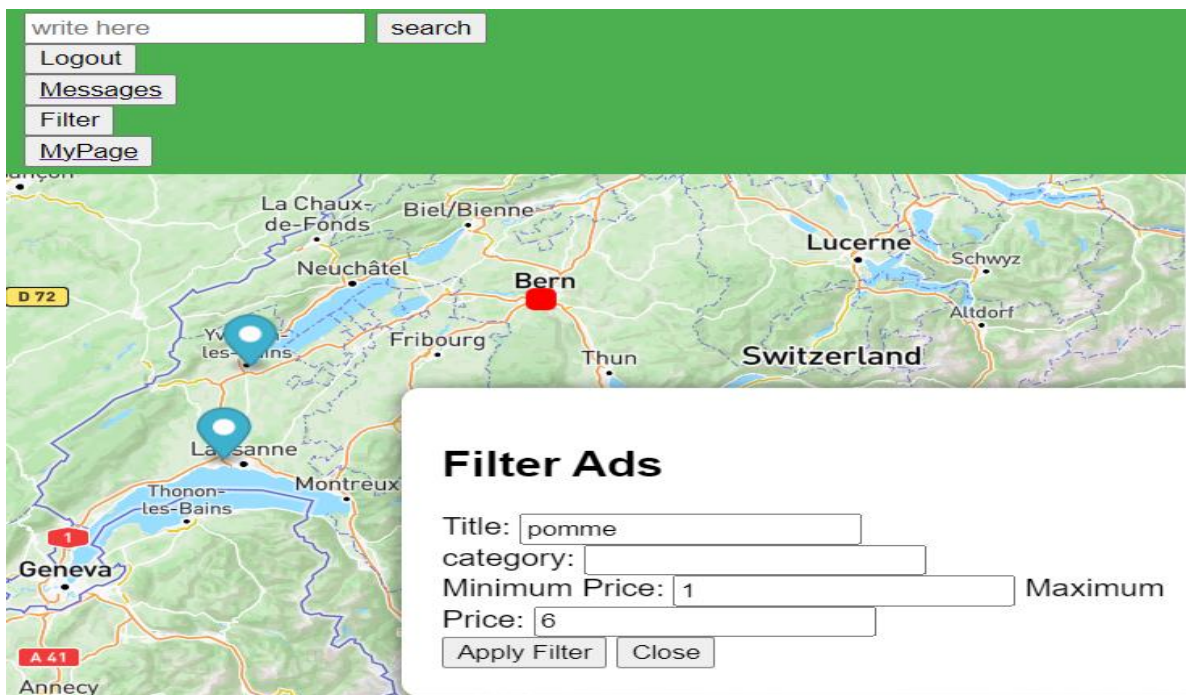 write here search
Logout
Messages
Filter
MyPage
La Chaux-
de-Fonds
Biel/Bienne
Lucerne
Schwyz
Neuchâtel
Bern
D 72
Altdorf
Fribourg
les-Bains
Thun
Switzerland
Lausanne
Montreux
Thonon-
les-Bains
1
Geneva
A 41
Annecy
Filter Ads
Title: pomme
category:
Minimum Price: 1 Maximum
Price: 6
Apply Filter Close